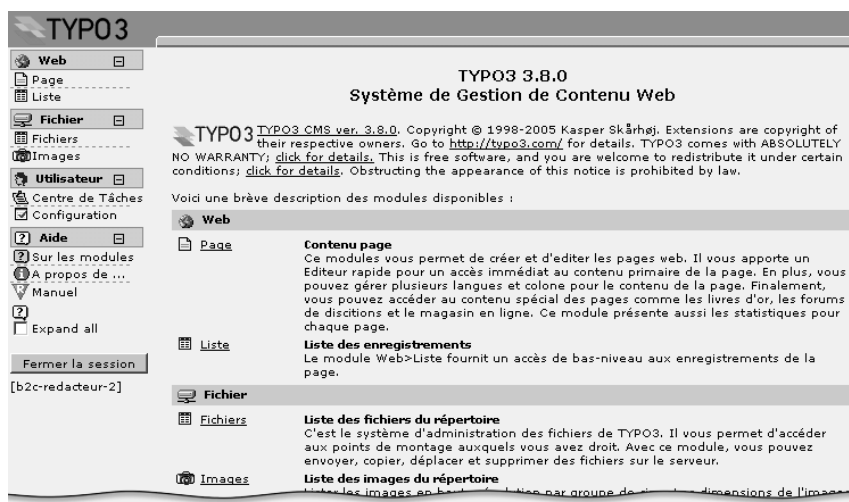 TYPO3
Web
Page
Liste
Fichier
Fichiers
Images
Utilisateur
Centre de Tâches
Configuration
Aide
Sur les modules
A propos de ...
Manuel
Expand all
Fermer la session
[b2c-redacteur-2]
TYPO3 3.8.0
Système de Gestion de Contenu Web
TYPO3 TYPO3 CMS ver. 3.8.0. Copyright © 1998-2005 Kasper Skårhøj. Extensions are copyright of
their respective owners. Go to http://typo3.com/ for details. TYPO3 comes with ABSOLUTELY
NO WARRANTY; click for details. This is free software, and you are welcome to redistribute it under certain
conditions; click for details. Obstructing the appearance of this notice is prohibited by law.
Voici une brève description des modules disponibles :
Web
Page
Contenu page
Ce modules vous permet de créer et d'editer les pages web. Il vous apporte un
Editeur rapide pour un accès immédiat au contenu primaire de la page. En plus, vous
pouvez gérer plusieurs langues et colone pour le contenu de la page. Finalement,
vous pouvez accéder au contenu spécial des pages comme les livres d'or, les forums
de discitions et le magasin en ligne. Ce module présente aussi les statistiques pour
chaque page.
Liste
Liste des enregistrements
Le module Web>Liste fournit un accès de bas-niveau aux enregistrements de la
page.
Fichier
Fichiers
Liste des fichiers du répertoire
C'est le système d'administration des fichiers de TYPO3. Il vous permet d'accéder
aux points de montage auxquels vous avez droit. Avec ce module, vous pouvez
envoyer, copier, déplacer et supprimer des fichiers sur le serveur.
Images
Liste des images du répertoire
les images en par groupe de dimensions de l'image